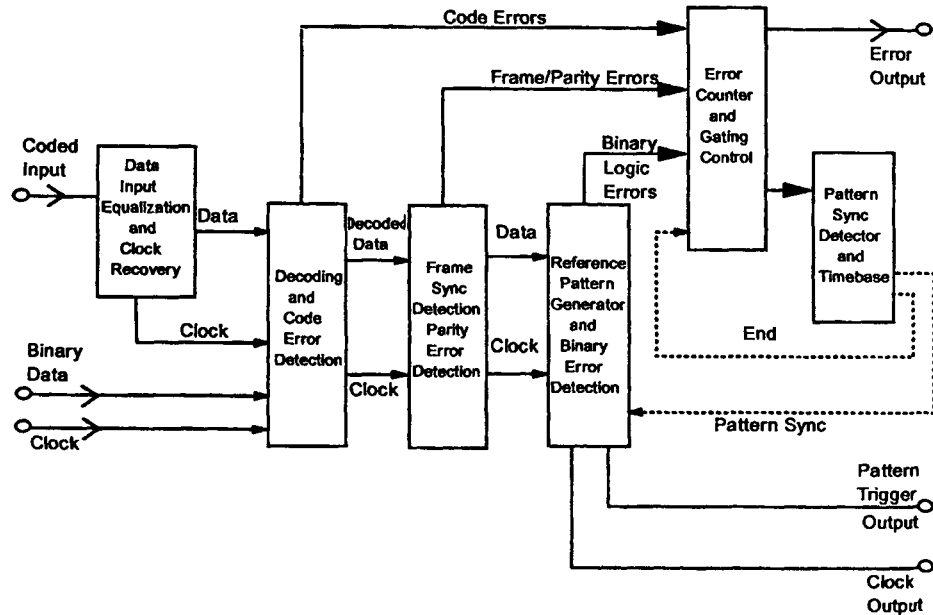 Code Errors
Error
Output
Frame/Parity Errors
Error
Counter
and
Gating
Control
Binary
Logic
Errors
Coded
Input
Data
Input
Equalization
and
Clock
Recovery
Data
Clock
Binary
Data
Clock
Decoding
and
Code
Error
Detection
Decoded
Data
Clock
Frame
Sync
Detection
Parity
Error
Detection
Data
Clock
Reference
Pattern
Generator
and
Binary
Error
Detection
Pattern
Sync
Detector
and
Timebase
End
Pattern Sync
Pattern
Trigger
Output
Clock
Output